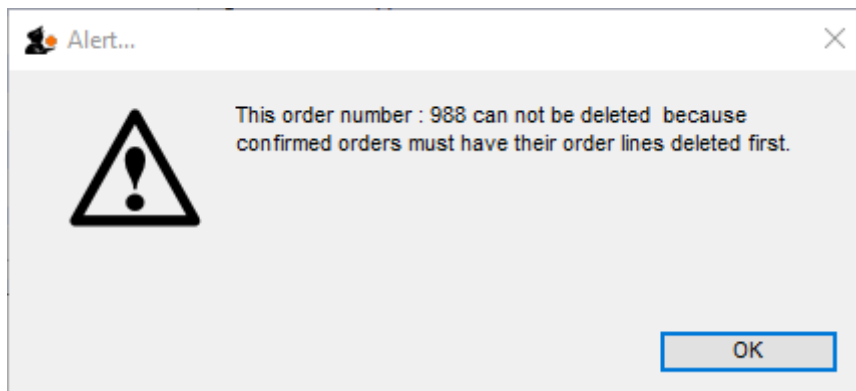 Alert...
This order number : 988 can not be deleted  because
confirmed orders must have their order lines deleted first.
OK